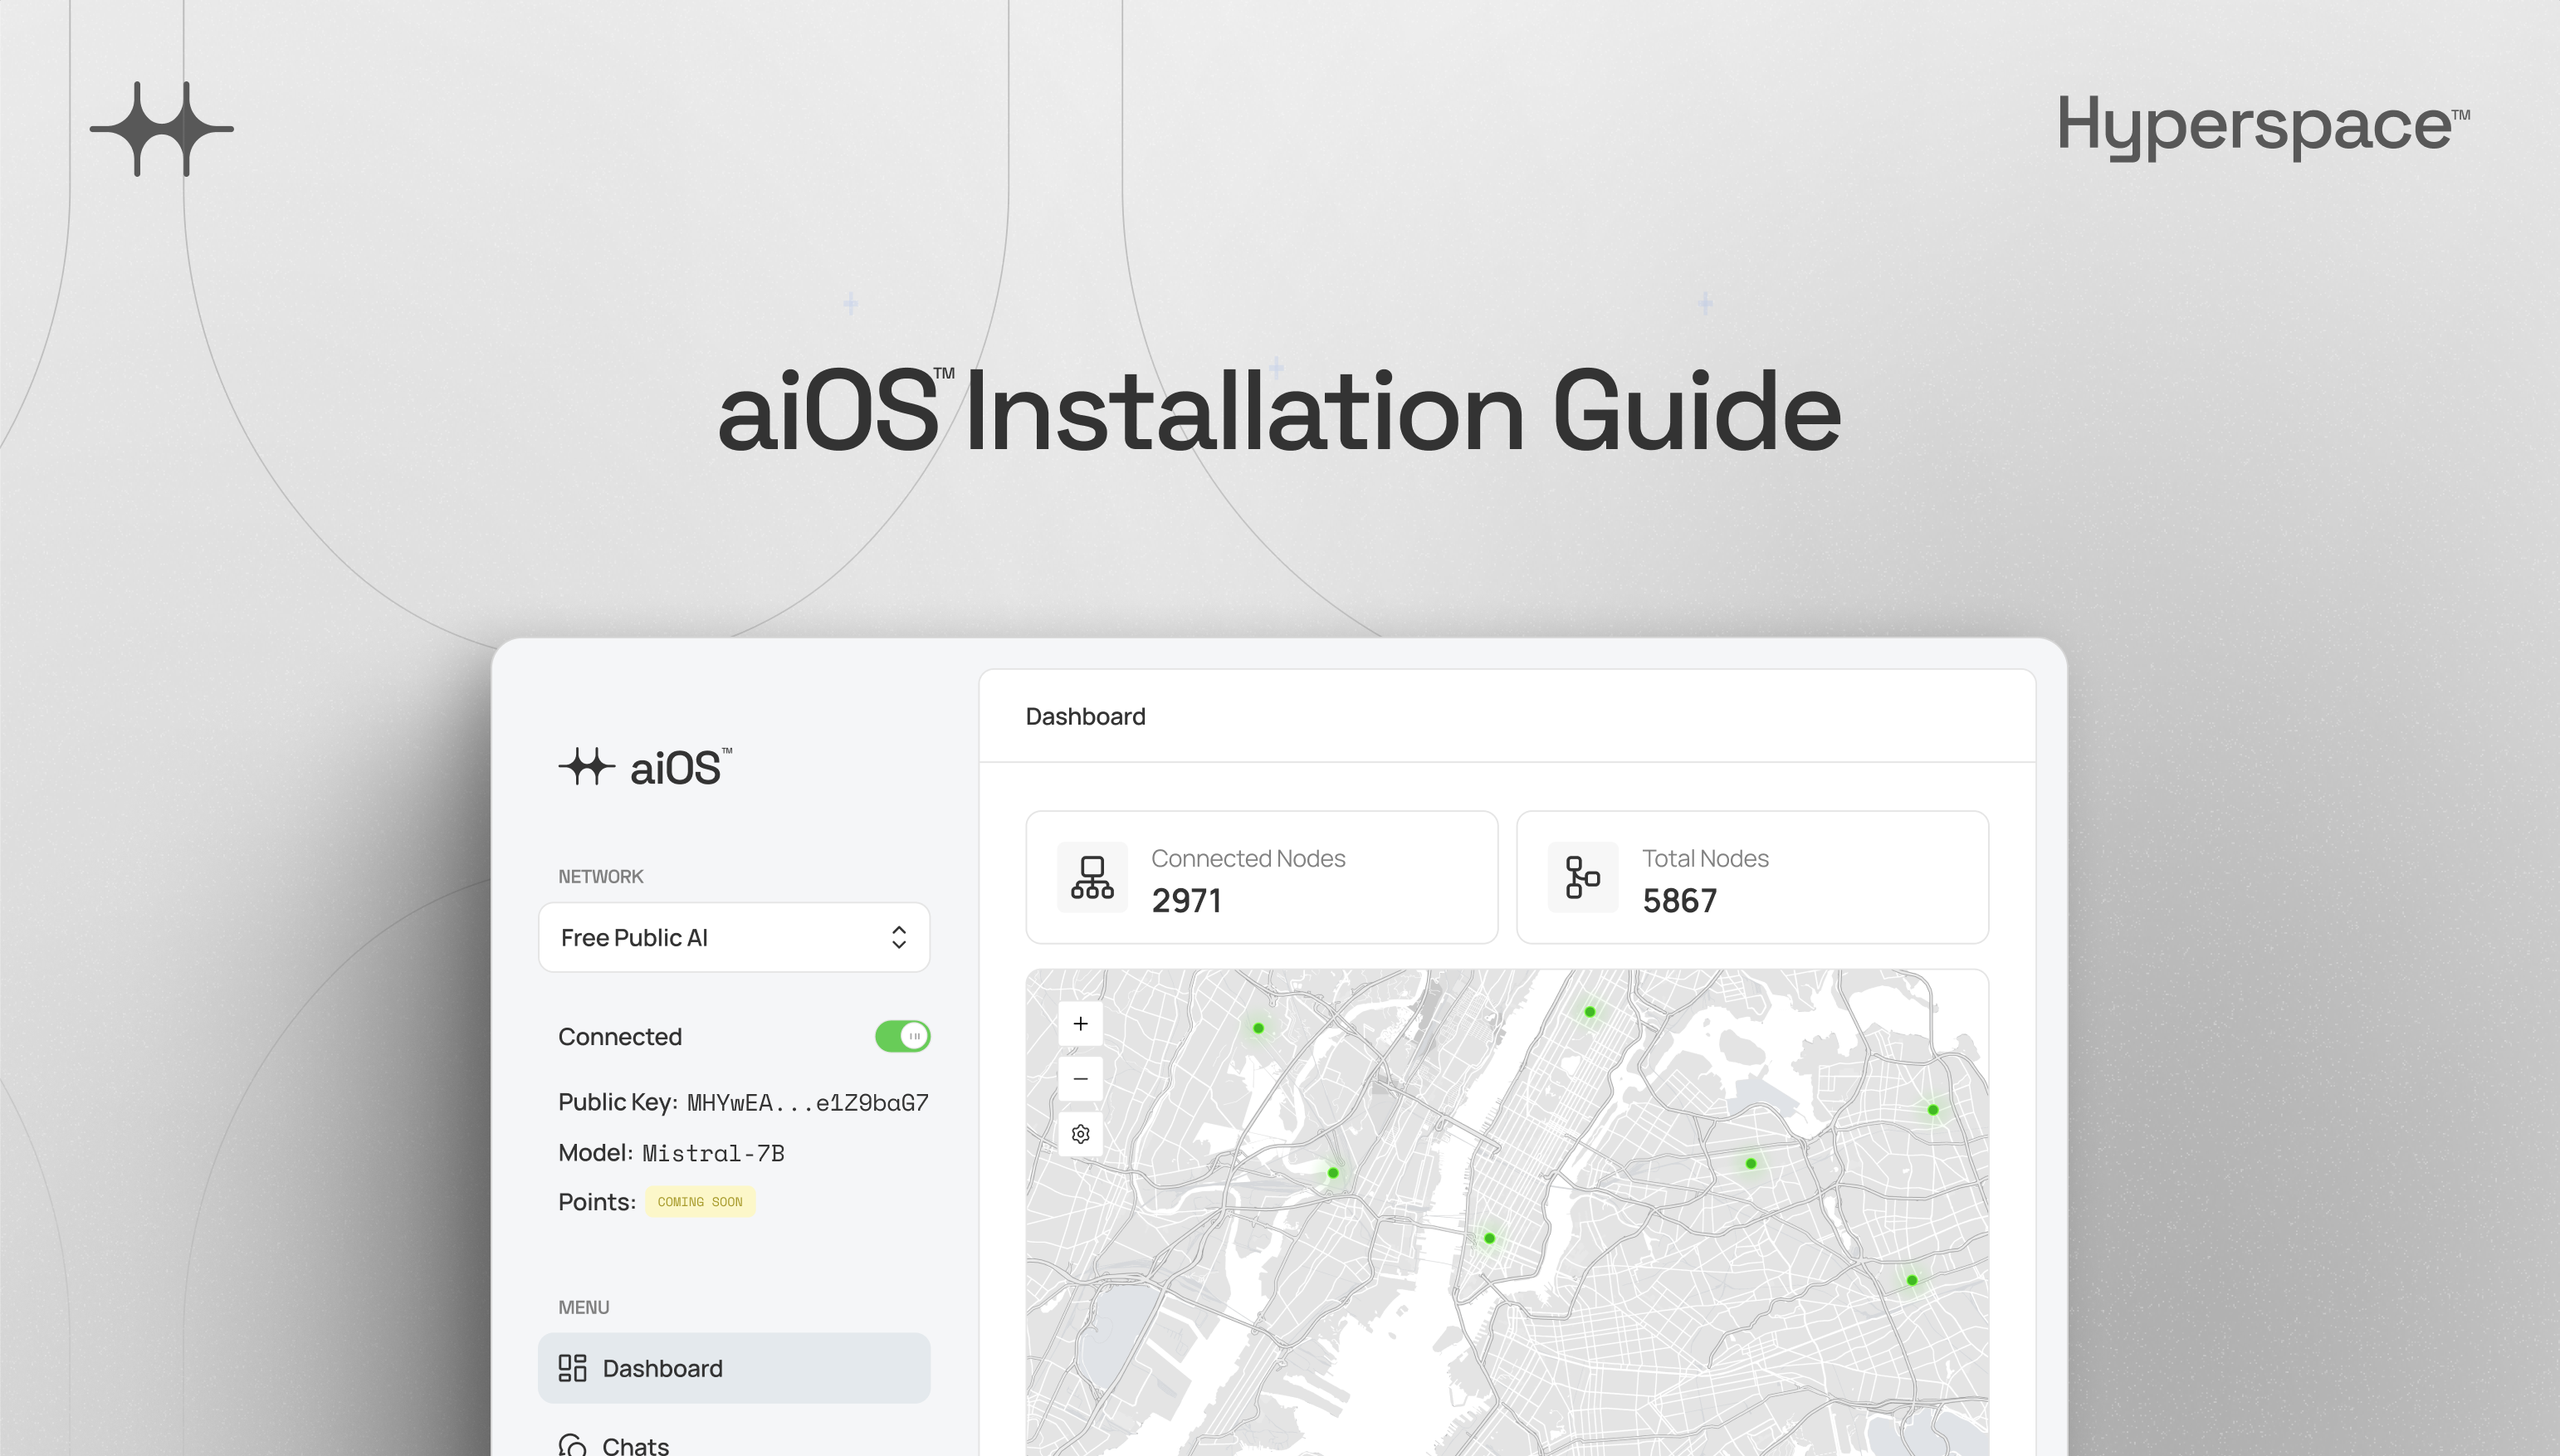 Hyperspace™
aiOS™ Installation Guide
aiOS™
NETWORK
Free Public AI
Connected
Public Key: MHYwEA...e1Z9baG7
Model: Mistral-7B
Points: COMING SOON
MENU
Dashboard
Chats
Dashboard
Connected Nodes
2971
Total Nodes
5867